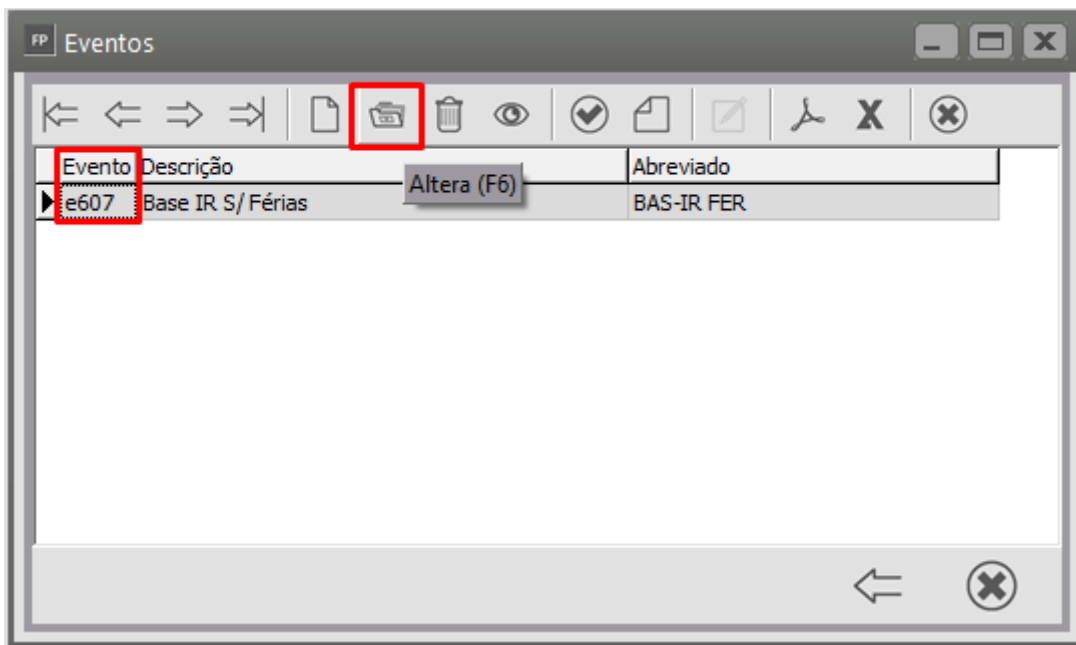 FP Eventos
Evento Descrição Abreviado
Altera (F6)
e607 Base IR S/ Férias BAS-IR FER